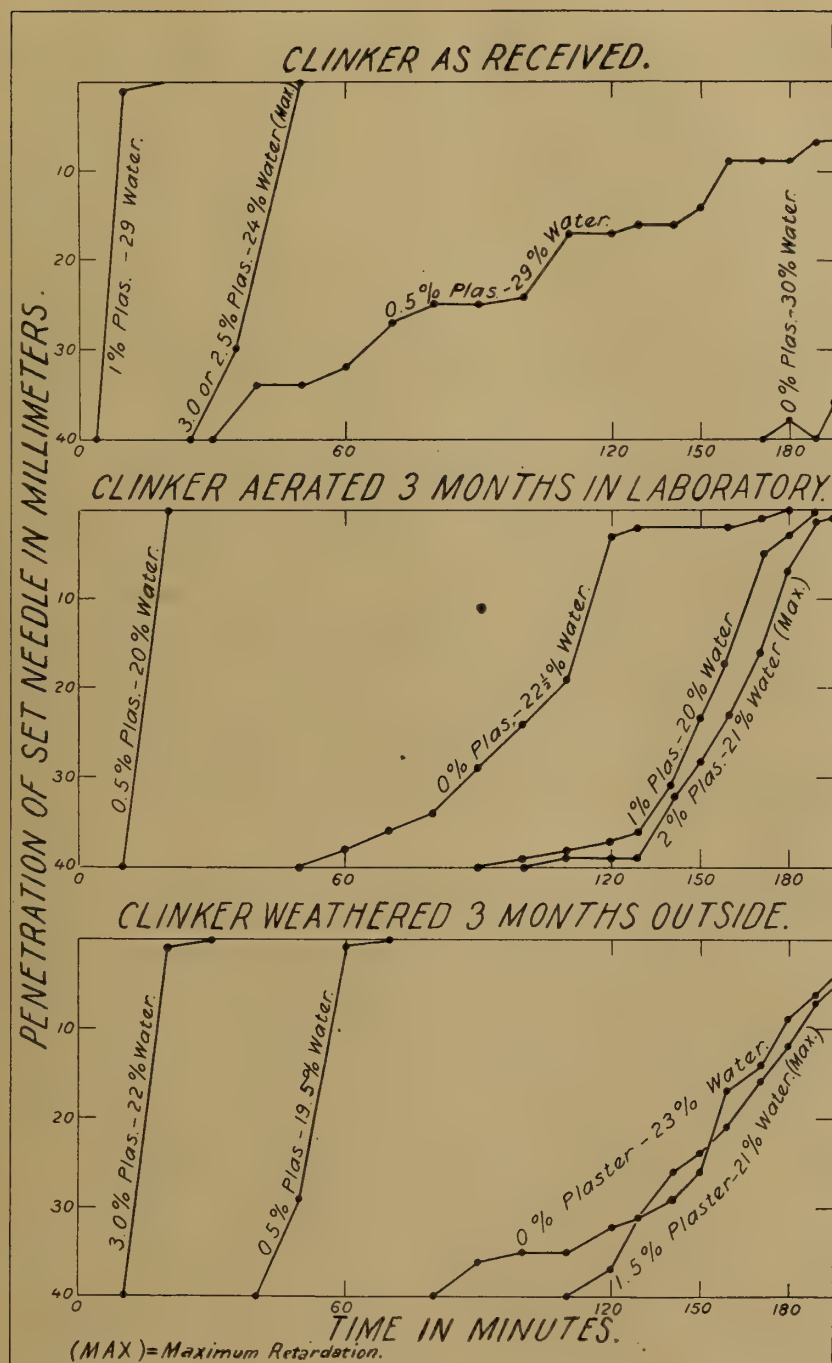 CLINKER AS RECEIVED.
PENETRATION OF SET NEEDLE IN MILLIMETERS.
10
20
30
40
0
60
120
150
180
1% Plas. -29 Water.
3.0 or 2.5% Plas.-24% Water(Max.)
0.5% Plas.-29% Water.
0% Plas.-30% Water.
CLINKER AERATED 3 MONTHS IN LABORATORY.
10
20
30
40
0
60
120
150
180
0.5% Plas.-20% Water.
0% Plas.-22½% Water.
1% Plas.-20% Water
2% Plas.-21% Water (Max.)
CLINKER WEATHERED 3 MONTHS OUTSIDE.
10
20
30
40
0
60
120
150
180
3.0% Plas.-22% Water.
0.5% Plas-19.5% Water.
0% Plaster-23% Water.
1.5% Plaster-21% Water.(Max.)
TIME IN MINUTES.
(MAX)=Maximum Retardation.